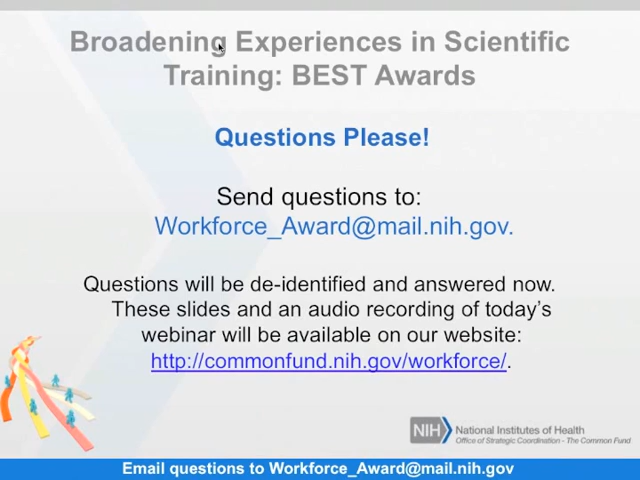 Broadening Experiences in Scientific
Training: BEST Awards
Questions Please!
Send questions to:
Workforce_Award@mail.nih.gov.
Questions will be de-identified and answered now.
These slides and an audio recording of today's
webinar will be available on our website:
http://commonfund.nih.gov/workforce/.
NIH National Institutes of Health
Office of Strategic Coordination - The Common Fund
Email questions to Workforce_Award@mail.nih.gov